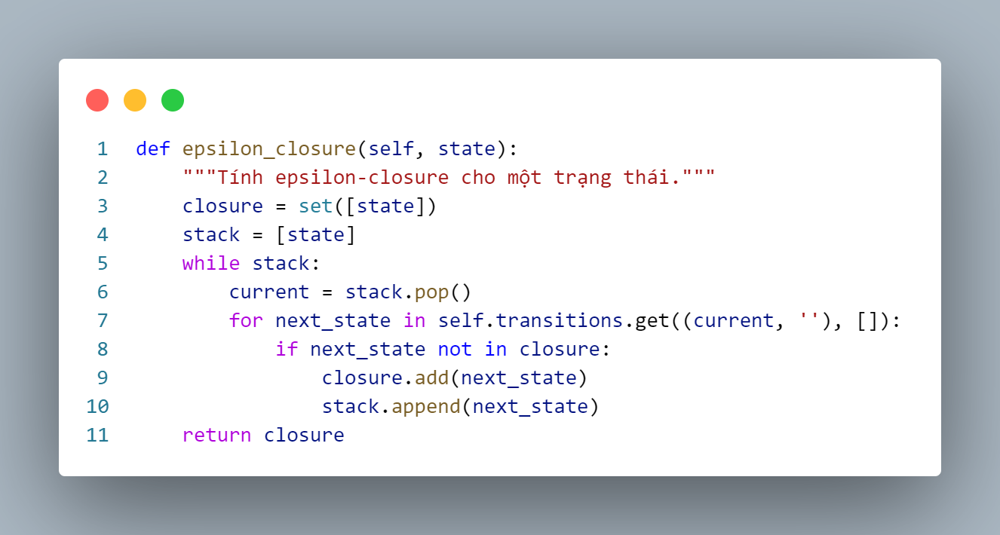 1 def epsilon_closure(self, state):
2     """Tính epsilon-closure cho một trạng thái."""
3     closure = set([state])
4     stack = [state]
5     while stack:
6         current = stack.pop()
7         for next_state in self.transitions.get((current, ''), []):
8             if next_state not in closure:
9                 closure.add(next_state)
10                 stack.append(next_state)
11     return closure